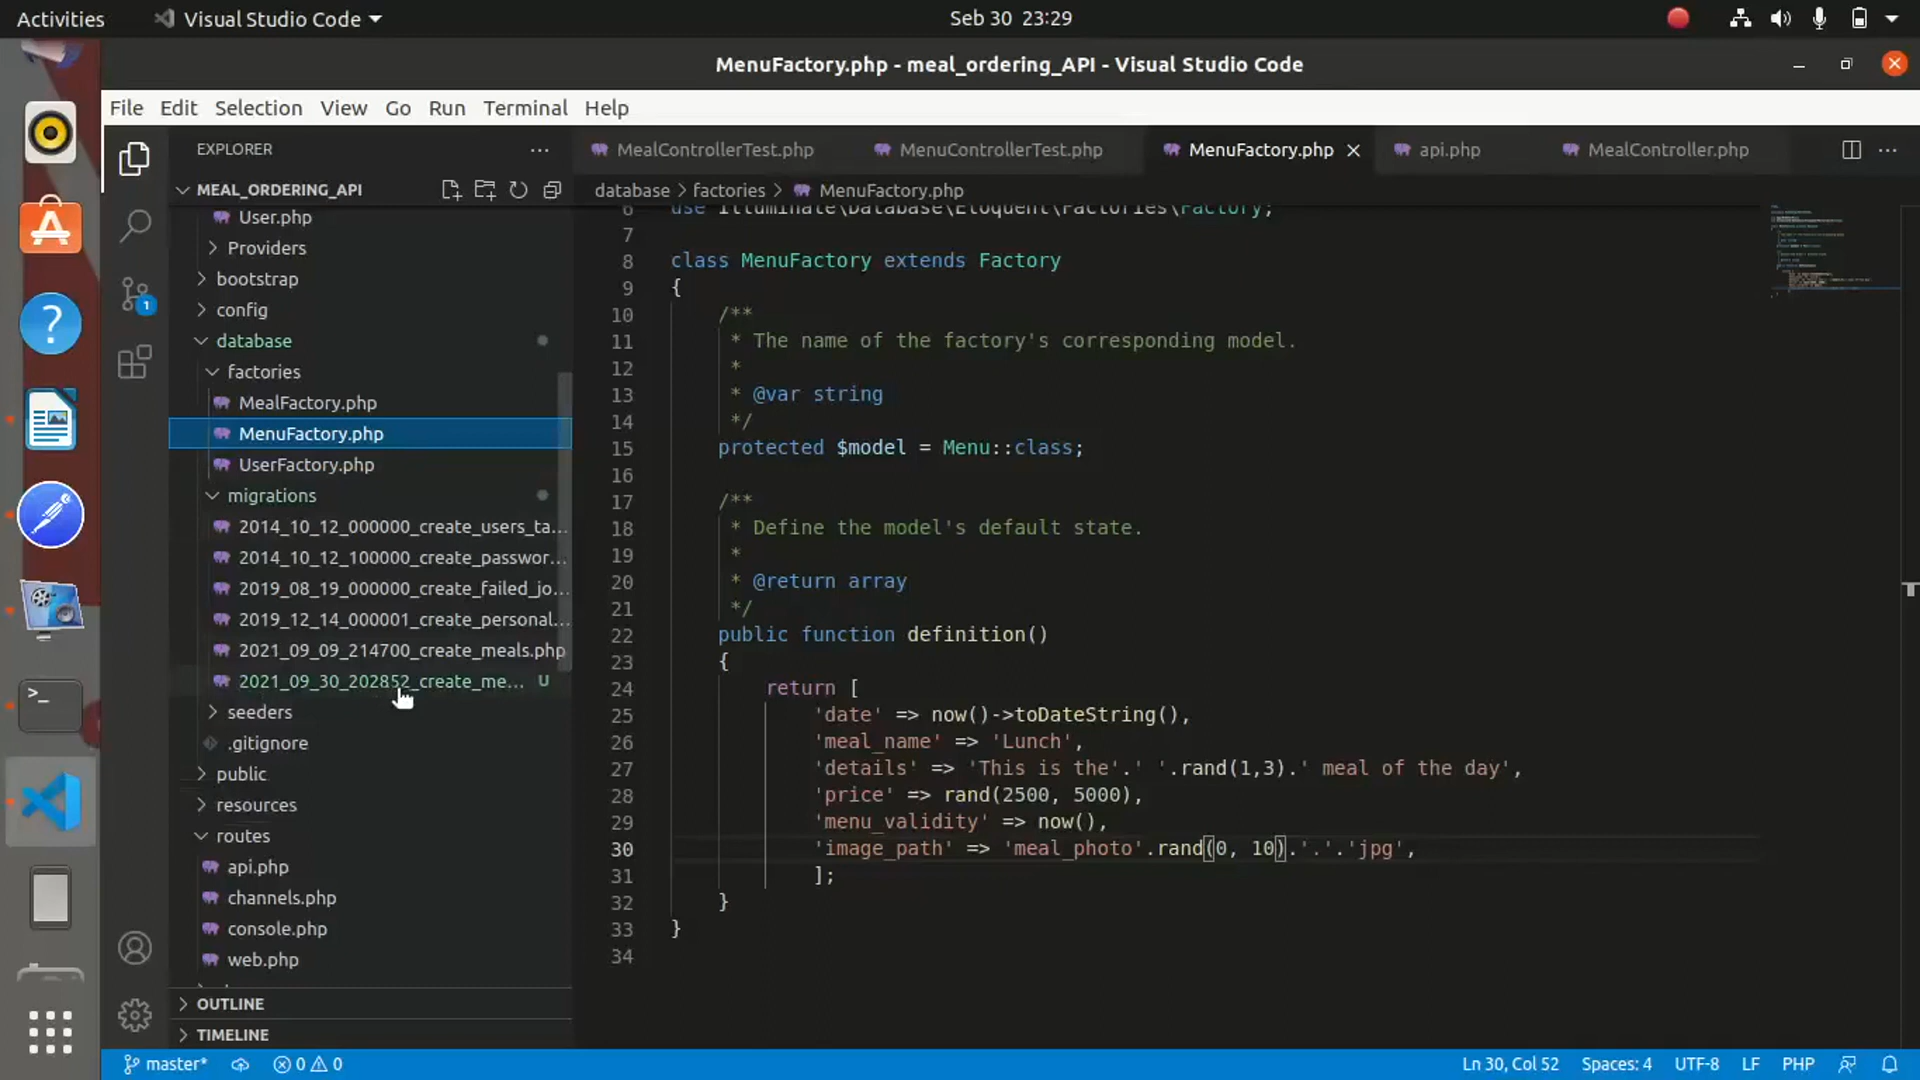 Activities
Visual Studio Code
Seb 30 23:29
MenuFactory.php - meal_ordering_API - Visual Studio Code
File Edit Selection View Go Run Terminal Help
EXPLORER
MealControllerTest.php
MenuControllerTest.php
MenuFactory.php
api.php
MealController.php
MEAL_ORDERING_API
database > factories > MenuFactory.php
User.php
Providers
bootstrap
config
database
factories
MealFactory.php
MenuFactory.php
UserFactory.php
migrations
2014_10_12_000000_create_users_ta...
2014_10_12_100000_create_passwor...
2019_08_19_000000_create_failed_jo...
2019_12_14_000001_create_personal...
2021_09_09_214700_create_meals.php
2021_09_30_202852_create_me... U
seeders
.gitignore
public
resources
routes
api.php
channels.php
console.php
web.php
OUTLINE
TIMELINE
1
6 use Illuminate\Database\Eloquent\Factories\Factory;
7
8 class MenuFactory extends Factory
9 {
10 /**
11 * The name of the factory's corresponding model.
12 *
13 * @var string
14 */
15 protected $model = Menu::class;
16
17 /**
18 * Define the model's default state.
19 *
20 * @return array
21 */
22 public function definition()
23 {
24 return [
25 'date' => now()->toDateString(),
26 'meal_name' => 'Lunch',
27 'details' => 'This is the'.' '.rand(1,3).' meal of the day',
28 'price' => rand(2500, 5000),
29 'menu_validity' => now(),
30 'image_path' => 'meal_photo'.rand(0, 10).'.'.'jpg',
31 ];
32 }
33 }
34
master* 0 0
Ln 30, Col 52 Spaces: 4 UTF-8 LF PHP